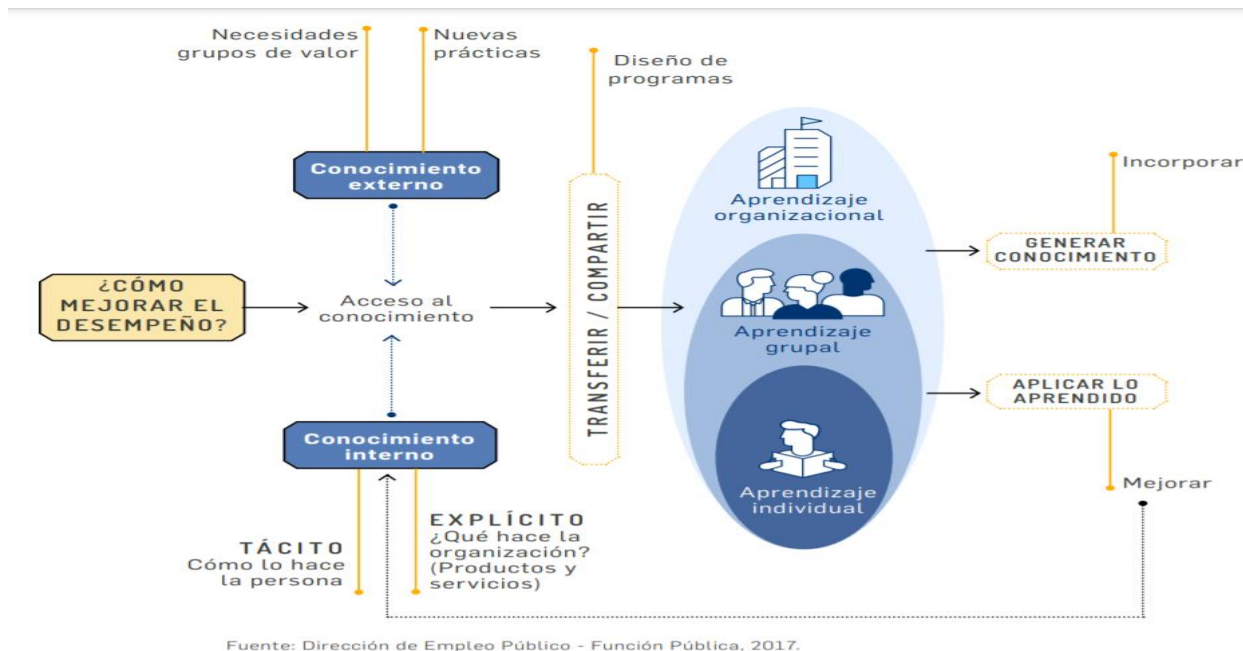 Necesidades
grupos de valor
Nuevas
prácticas
Diseño de
programas
Conocimiento
externo
¿CÓMO
MEJORAR EL
DESEMPEÑO?
Acceso al
conocimiento
TRANSFERIR / COMPARTIR
Aprendizaje
organizacional
Aprendizaje
grupal
Aprendizaje
individual
Incorporar
GENERAR
CONOCIMIENTO
APLICAR LO
APRENDIDO
Mejorar
Conocimiento
interno
TÁCITO
Cómo lo hace
la persona
EXPLÍCITO
¿Qué hace la
organización?
(Productos y
servicios)
Fuente: Dirección de Empleo Público - Función Pública, 2017.